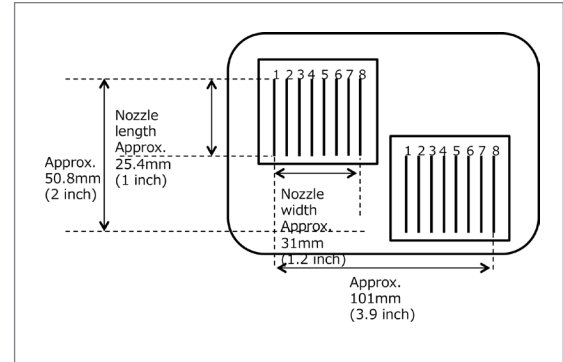 1 2 3 4 5 6 7 8
Nozzle
length
Approx.
25.4mm
(1 inch)
Approx.
50.8mm
(2 inch)
1 2 3 4 5 6 7 8
Nozzle
width
Approx.
31mm
(1.2 inch)
Approx.
101mm
(3.9 inch)